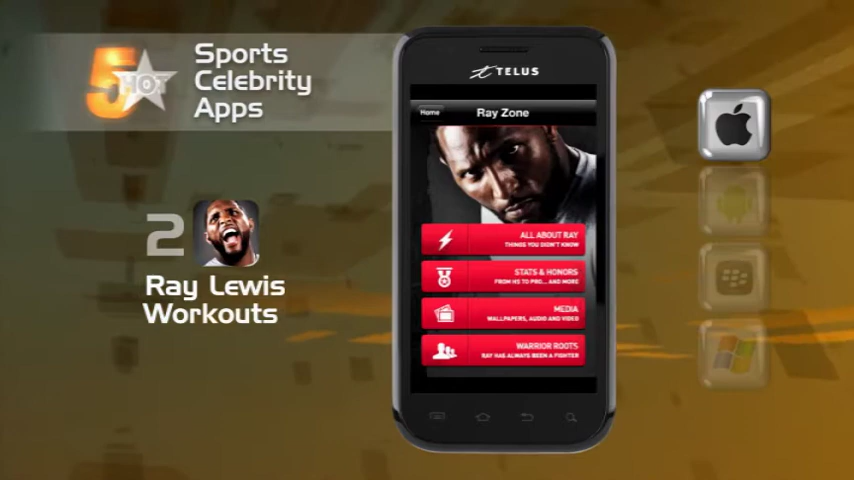 5 HOT
Sports
Celebrity
Apps
2
Ray Lewis
Workouts
TELUS
Home
Ray Zone
ALL ABOUT RAY
THINGS YOU DIDN'T KNOW
STATS & HONORS
FROM HS TO PRO... AND MORE
MEDIA
WALLPAPERS, AUDIO AND VIDEO
WARRIOR ROOTS
RAY HAS ALWAYS BEEN A FIGHTER